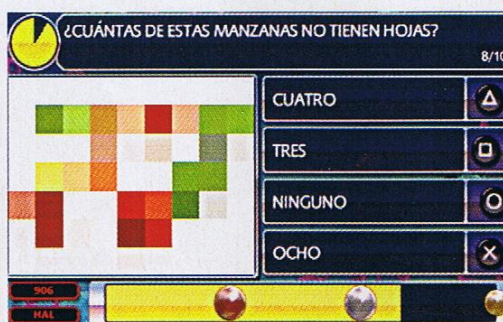 ¿CUÁNTAS DE ESTAS MANZANAS NO TIENEN HOJAS?
8/10
CUATRO
TRES
NINGUNO
OCHO
906
HAL